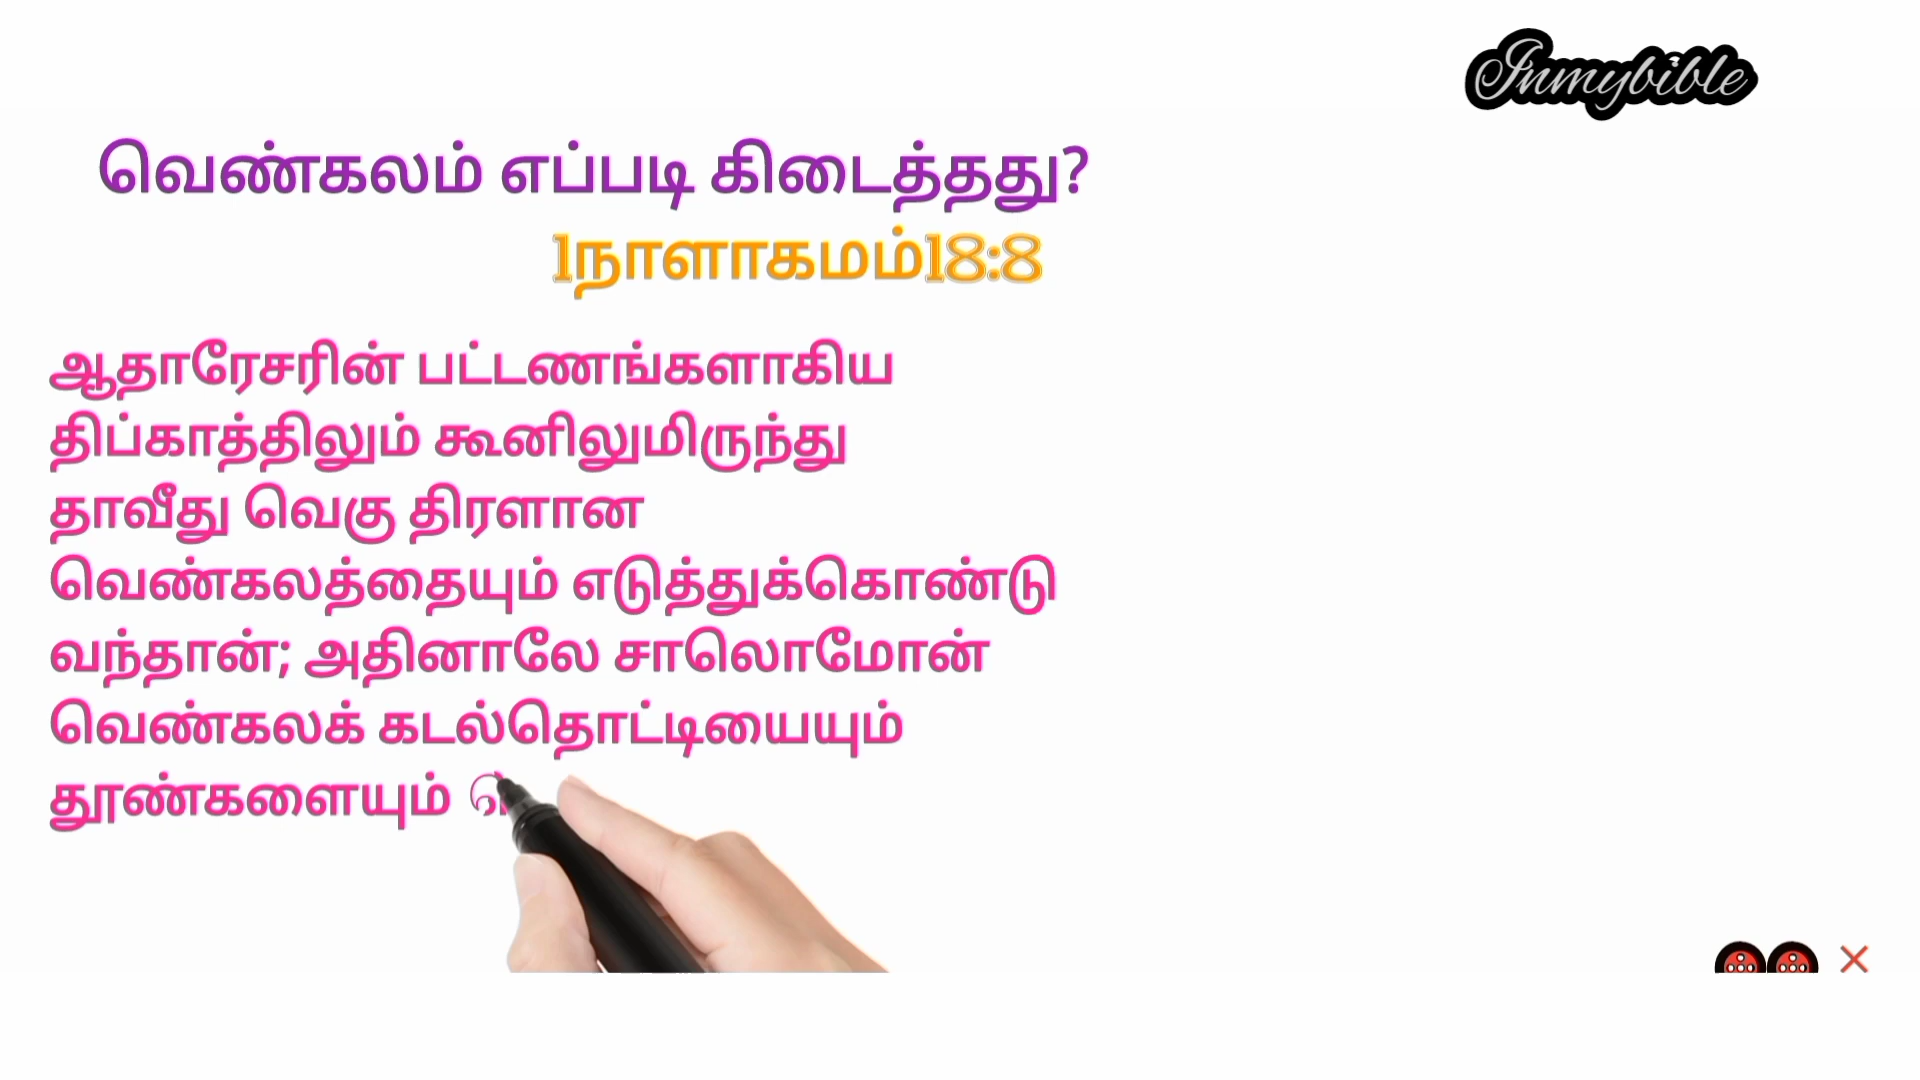 Inmybible
வெண்கலம் எப்படி கிடைத்தது?
1நாளாகமம்18:8
ஆதாரேசரின் பட்டணங்களாகிய
திப்காத்திலும் கூனிலுமிருந்து
தாவீது வெகு திரளான
வெண்கலத்தையும் எடுத்துக்கொண்டு
வந்தான்; அதினாலே சாலொமோன்
வெண்கலக் கடல்தொட்டியையும்
தூண்களையும்